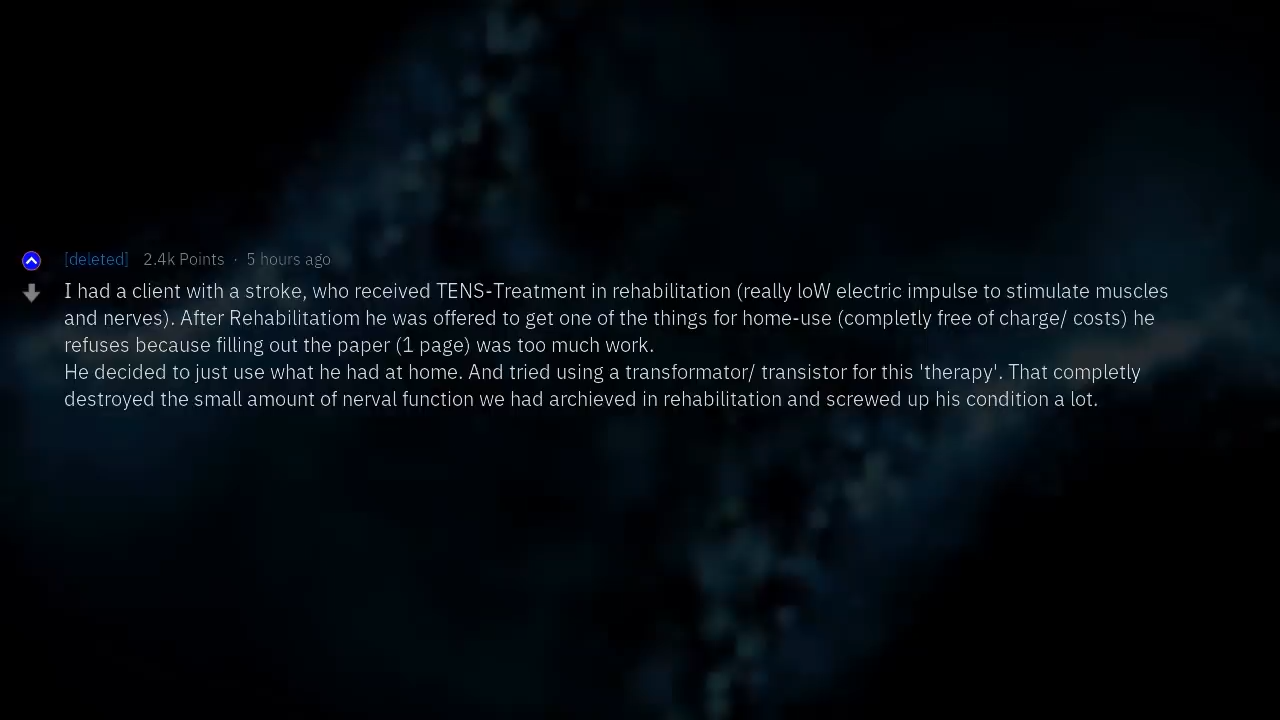 [deleted] 2.4k Points · 5 hours ago
I had a client with a stroke, who received TENS-Treatment in rehabilitation (really loW electric impulse to stimulate muscles
and nerves). After Rehabilitatiom he was offered to get one of the things for home-use (completly free of charge/ costs) he
refuses because filling out the paper (1 page) was too much work.
He decided to just use what he had at home. And tried using a transformator/ transistor for this 'therapy'. That completly
destroyed the small amount of nerval function we had archieved in rehabilitation and screwed up his condition a lot.